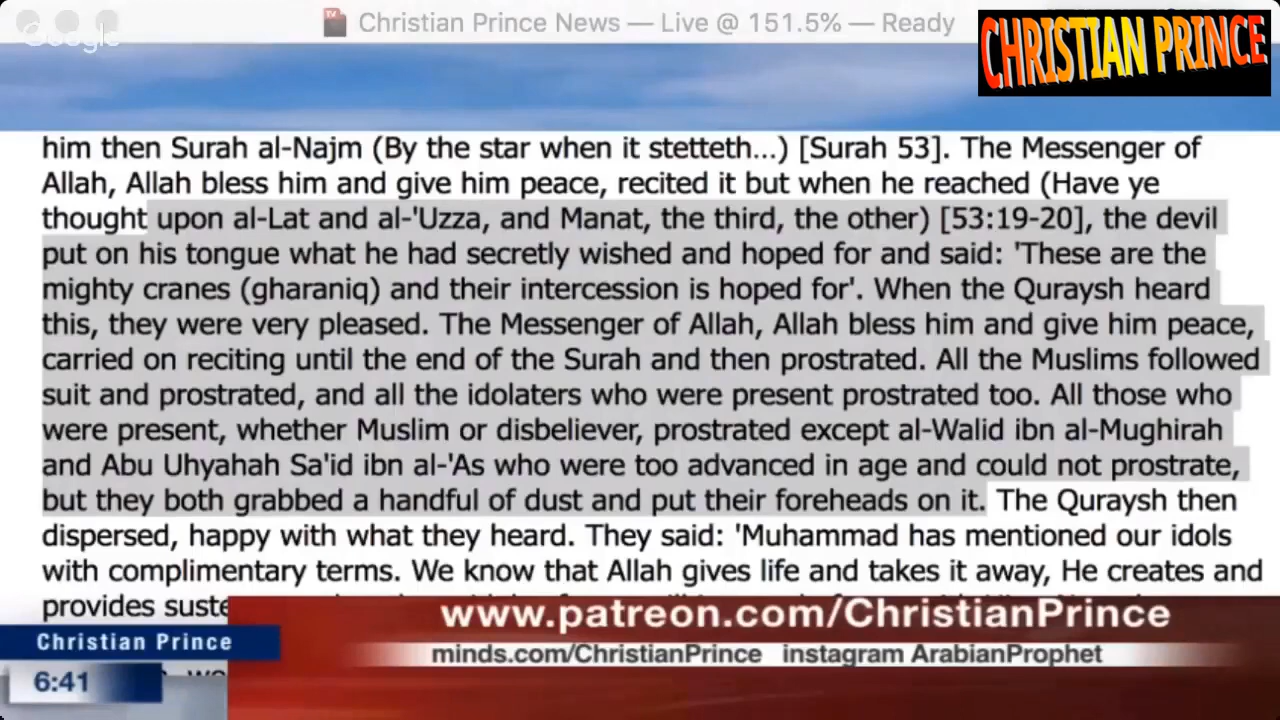 Christian Prince News — Live @ 151.5% — Ready
Google
CHRISTIAN PRINCE
him then Surah al-Najm (By the star when it stetteth...) [Surah 53]. The Messenger of
Allah, Allah bless him and give him peace, recited it but when he reached (Have ye
thought upon al-Lat and al-'Uzza, and Manat, the third, the other) [53:19-20], the devil
put on his tongue what he had secretly wished and hoped for and said: 'These are the
mighty cranes (gharaniq) and their intercession is hoped for'. When the Quraysh heard
this, they were very pleased. The Messenger of Allah, Allah bless him and give him peace,
carried on reciting until the end of the Surah and then prostrated. All the Muslims followed
suit and prostrated, and all the idolaters who were present prostrated too. All those who
were present, whether Muslim or disbeliever, prostrated except al-Walid ibn al-Mughirah
and Abu Uhyahah Sa'id ibn al-'As who were too advanced in age and could not prostrate,
but they both grabbed a handful of dust and put their foreheads on it. The Quraysh then
dispersed, happy with what they heard. They said: 'Muhammad has mentioned our idols
with complimentary terms. We know that Allah gives life and takes it away, He creates and
provides
www.patreon.com/ChristianPrince
Christian Prince
minds.com/ChristianPrince instagram ArabianProphet
6:41